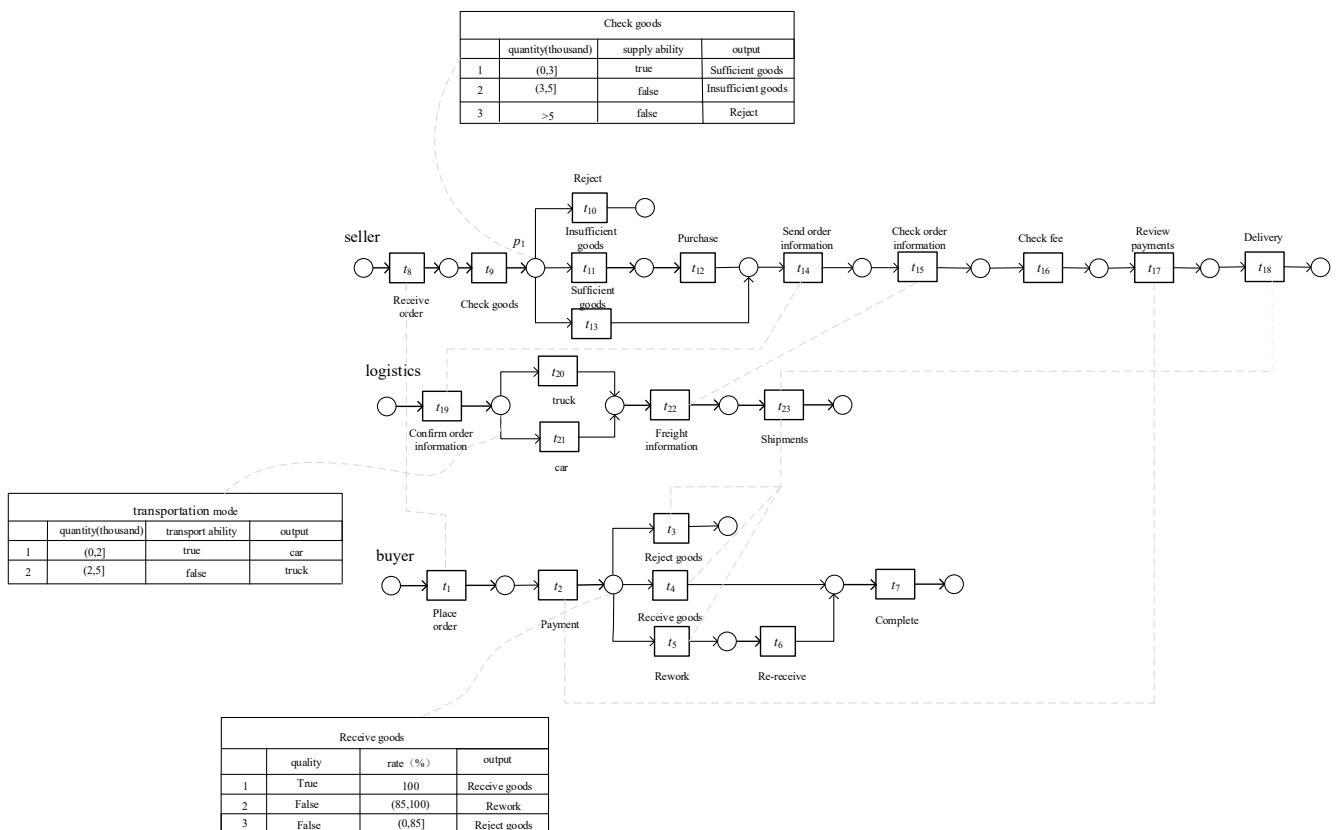 Check goods
quantity(thousand) supply ability output
1 (0,3] true Sufficient goods
2 (3,5] false Insufficient goods
3 >5 false Reject
Reject
t10
seller
p1
Insufficient
goods
Purchase
Send order
information
Check order
information
Check fee
Review
payments
Delivery
t8
t9
t11
t12
t14
t15
t16
t17
t18
Receive
order
Check goods
Sufficient
goods
t13
logistics
t20
truck
t19
t22
t23
Confirm order
information
t21
car
Freight
information
Shipments
transportation mode
quantity(thousand) transport ability output
1 (0,2] true car
2 (2,5] false truck
buyer
t3
Reject goods
t1
t2
t4
t7
Place
order
Payment
Receive goods
Complete
t5
t6
Rework
Re-receive
Receive goods
quality rate（%） output
1 True 100 Receive goods
2 False (85,100) Rework
3 False (0,85] Reject goods